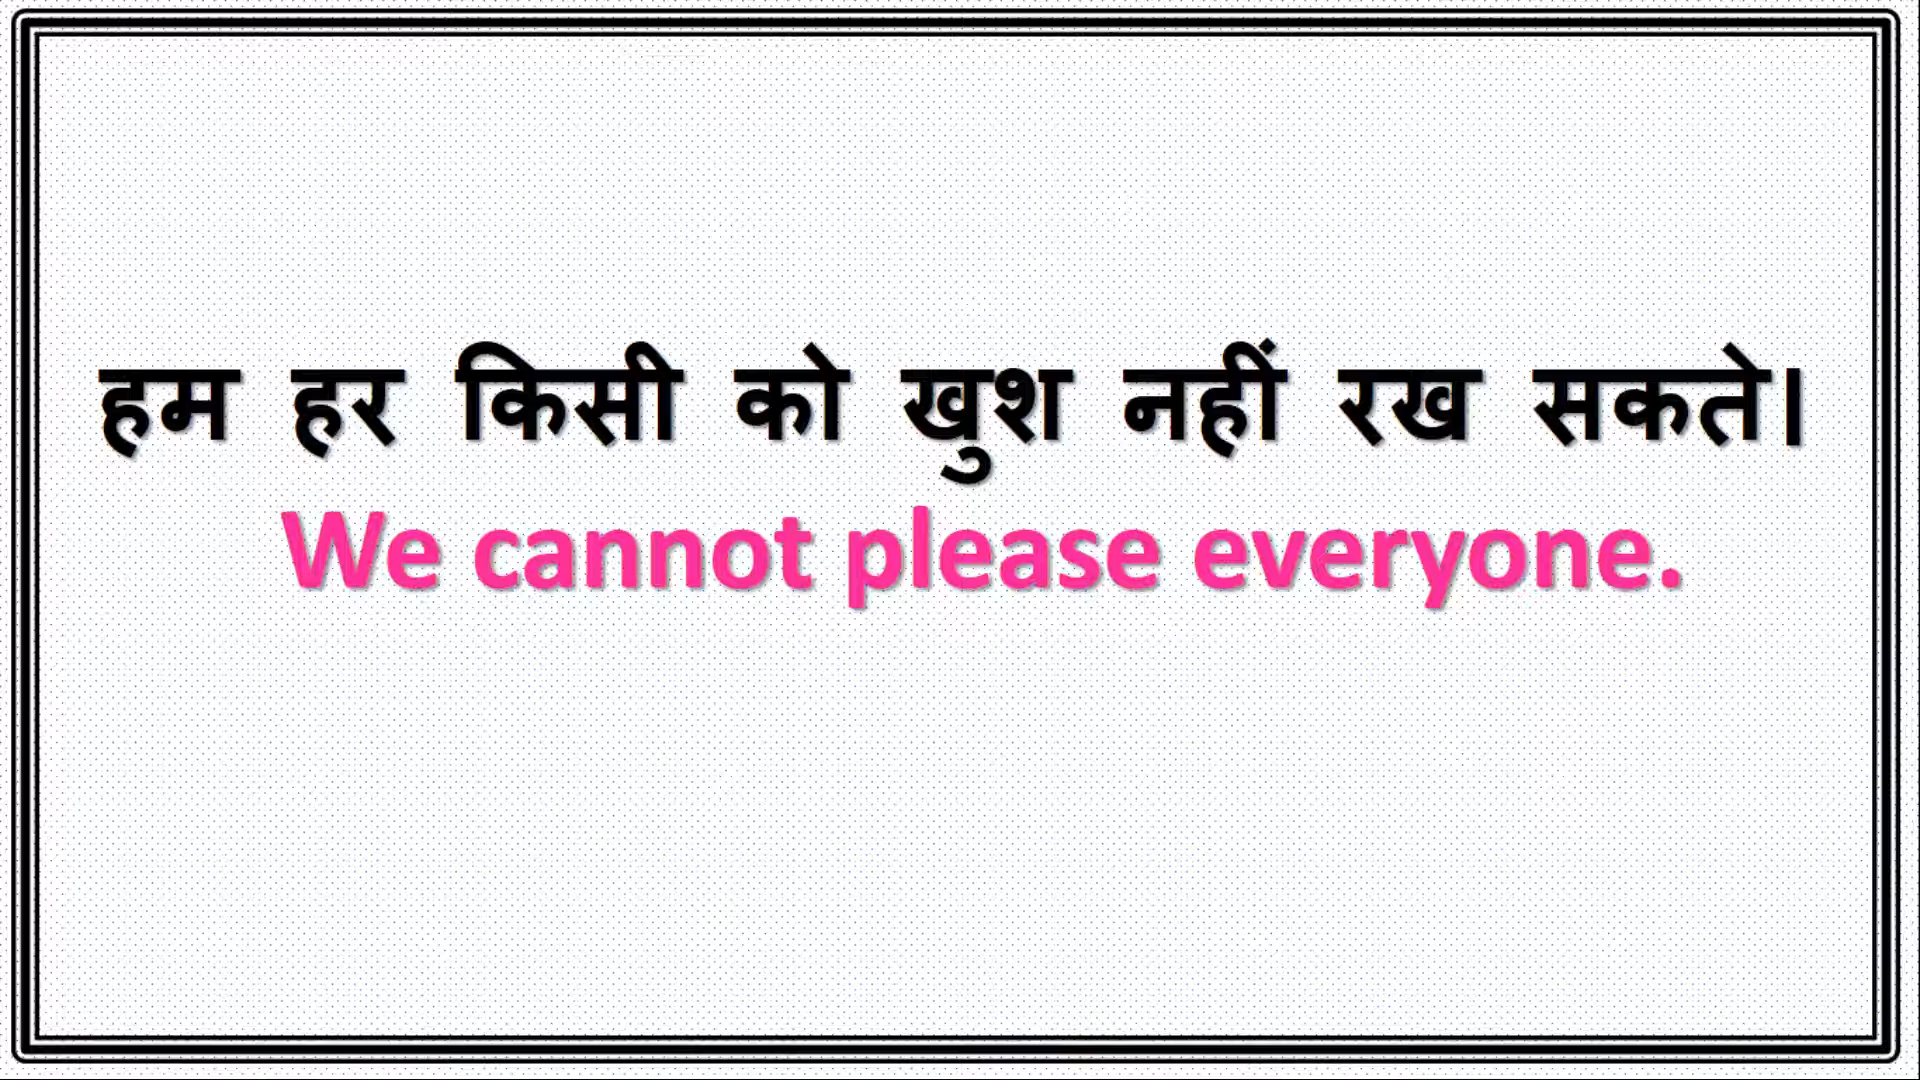 हम हर किसी को खुश नहीं रख सकते।
We cannot please everyone.